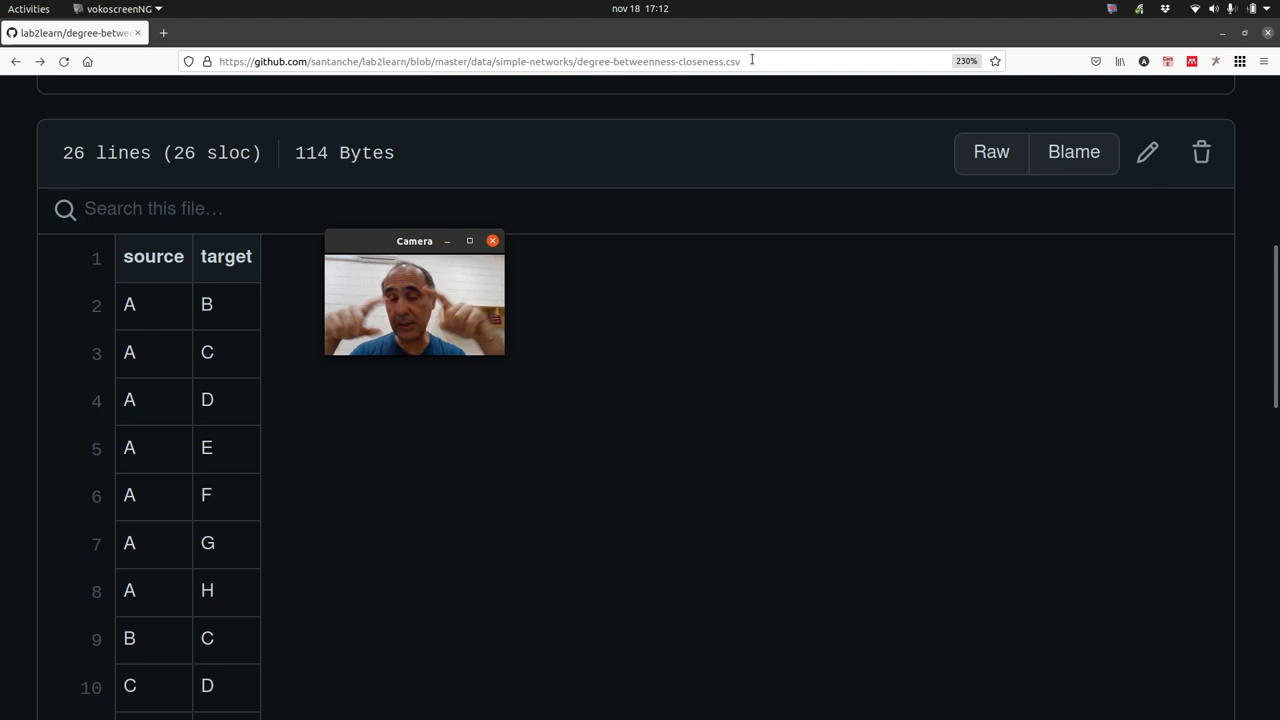 Activities vokoscreenNG nov 18 17:12
lab2learn/degree-betwee
https://github.com/santanche/lab2learn/blob/master/data/simple-networks/degree-betweenness-closeness.csv 230%
26 lines (26 sloc) 114 Bytes Raw Blame
Search this file…
Camera
1 source target
2 A B
3 A C
4 A D
5 A E
6 A F
7 A G
8 A H
9 B C
10 C D